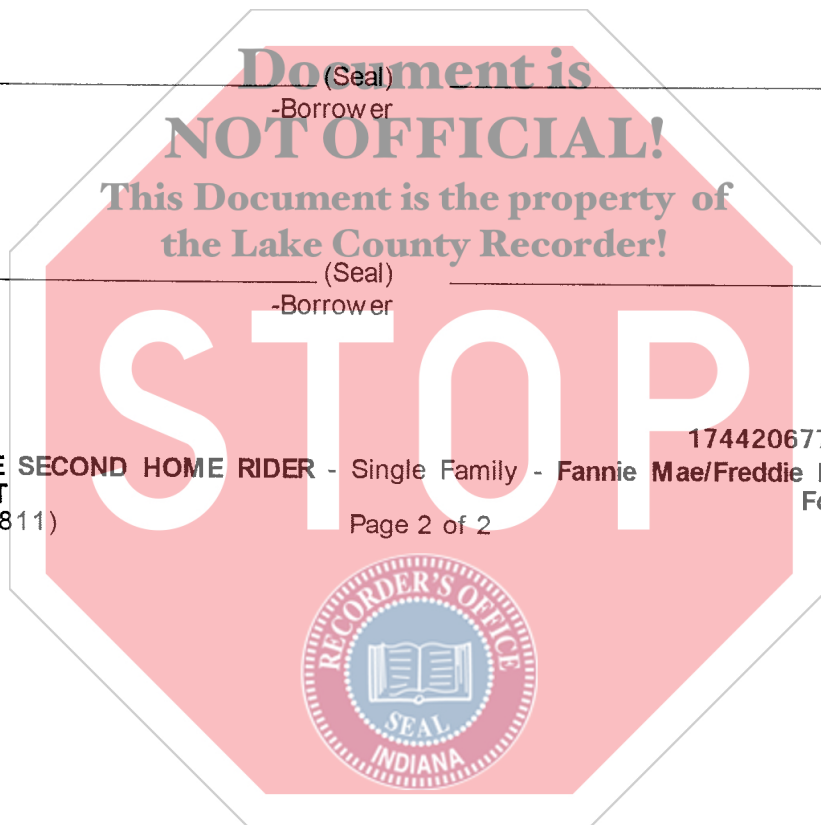 Document is
(Seal)
-Borrower
NOT OFFICIAL!
This Document is the property of
the Lake County Recorder!
(Seal)
-Borrower
STOP
17442067
SECOND HOME RIDER - Single Family - Fannie Mae/Freddie
811)
Page 2 of 2
RECORDER'S OFFICE
SEAL
INDIANA